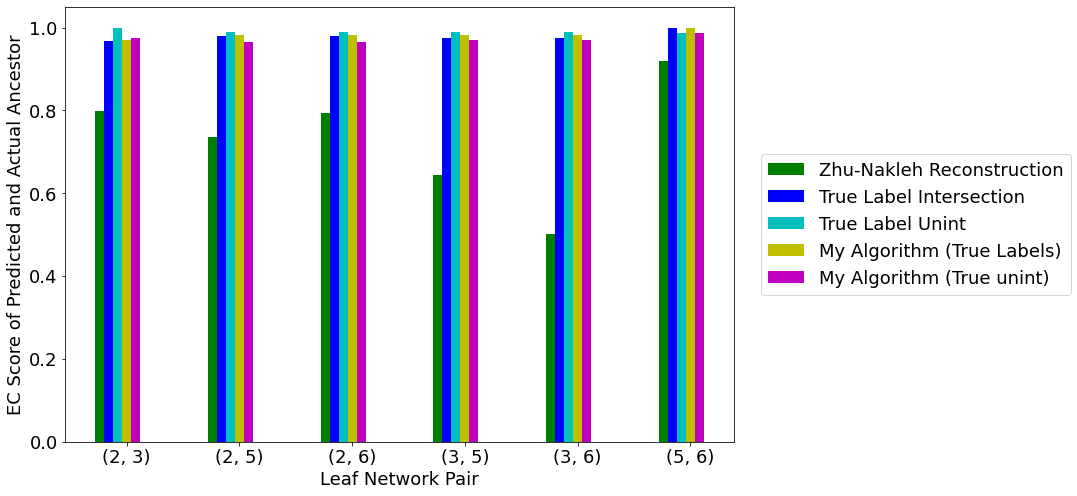 EC Score of Predicted and Actual Ancestor
1.0
0.8
0.6
0.4
0.2
0.0
(2, 3) (2, 5) (2, 6) (3, 5) (3, 6) (5, 6)
Leaf Network Pair
Zhu-Nakleh Reconstruction
True Label Intersection
True Label Unint
My Algorithm (True Labels)
My Algorithm (True unint)